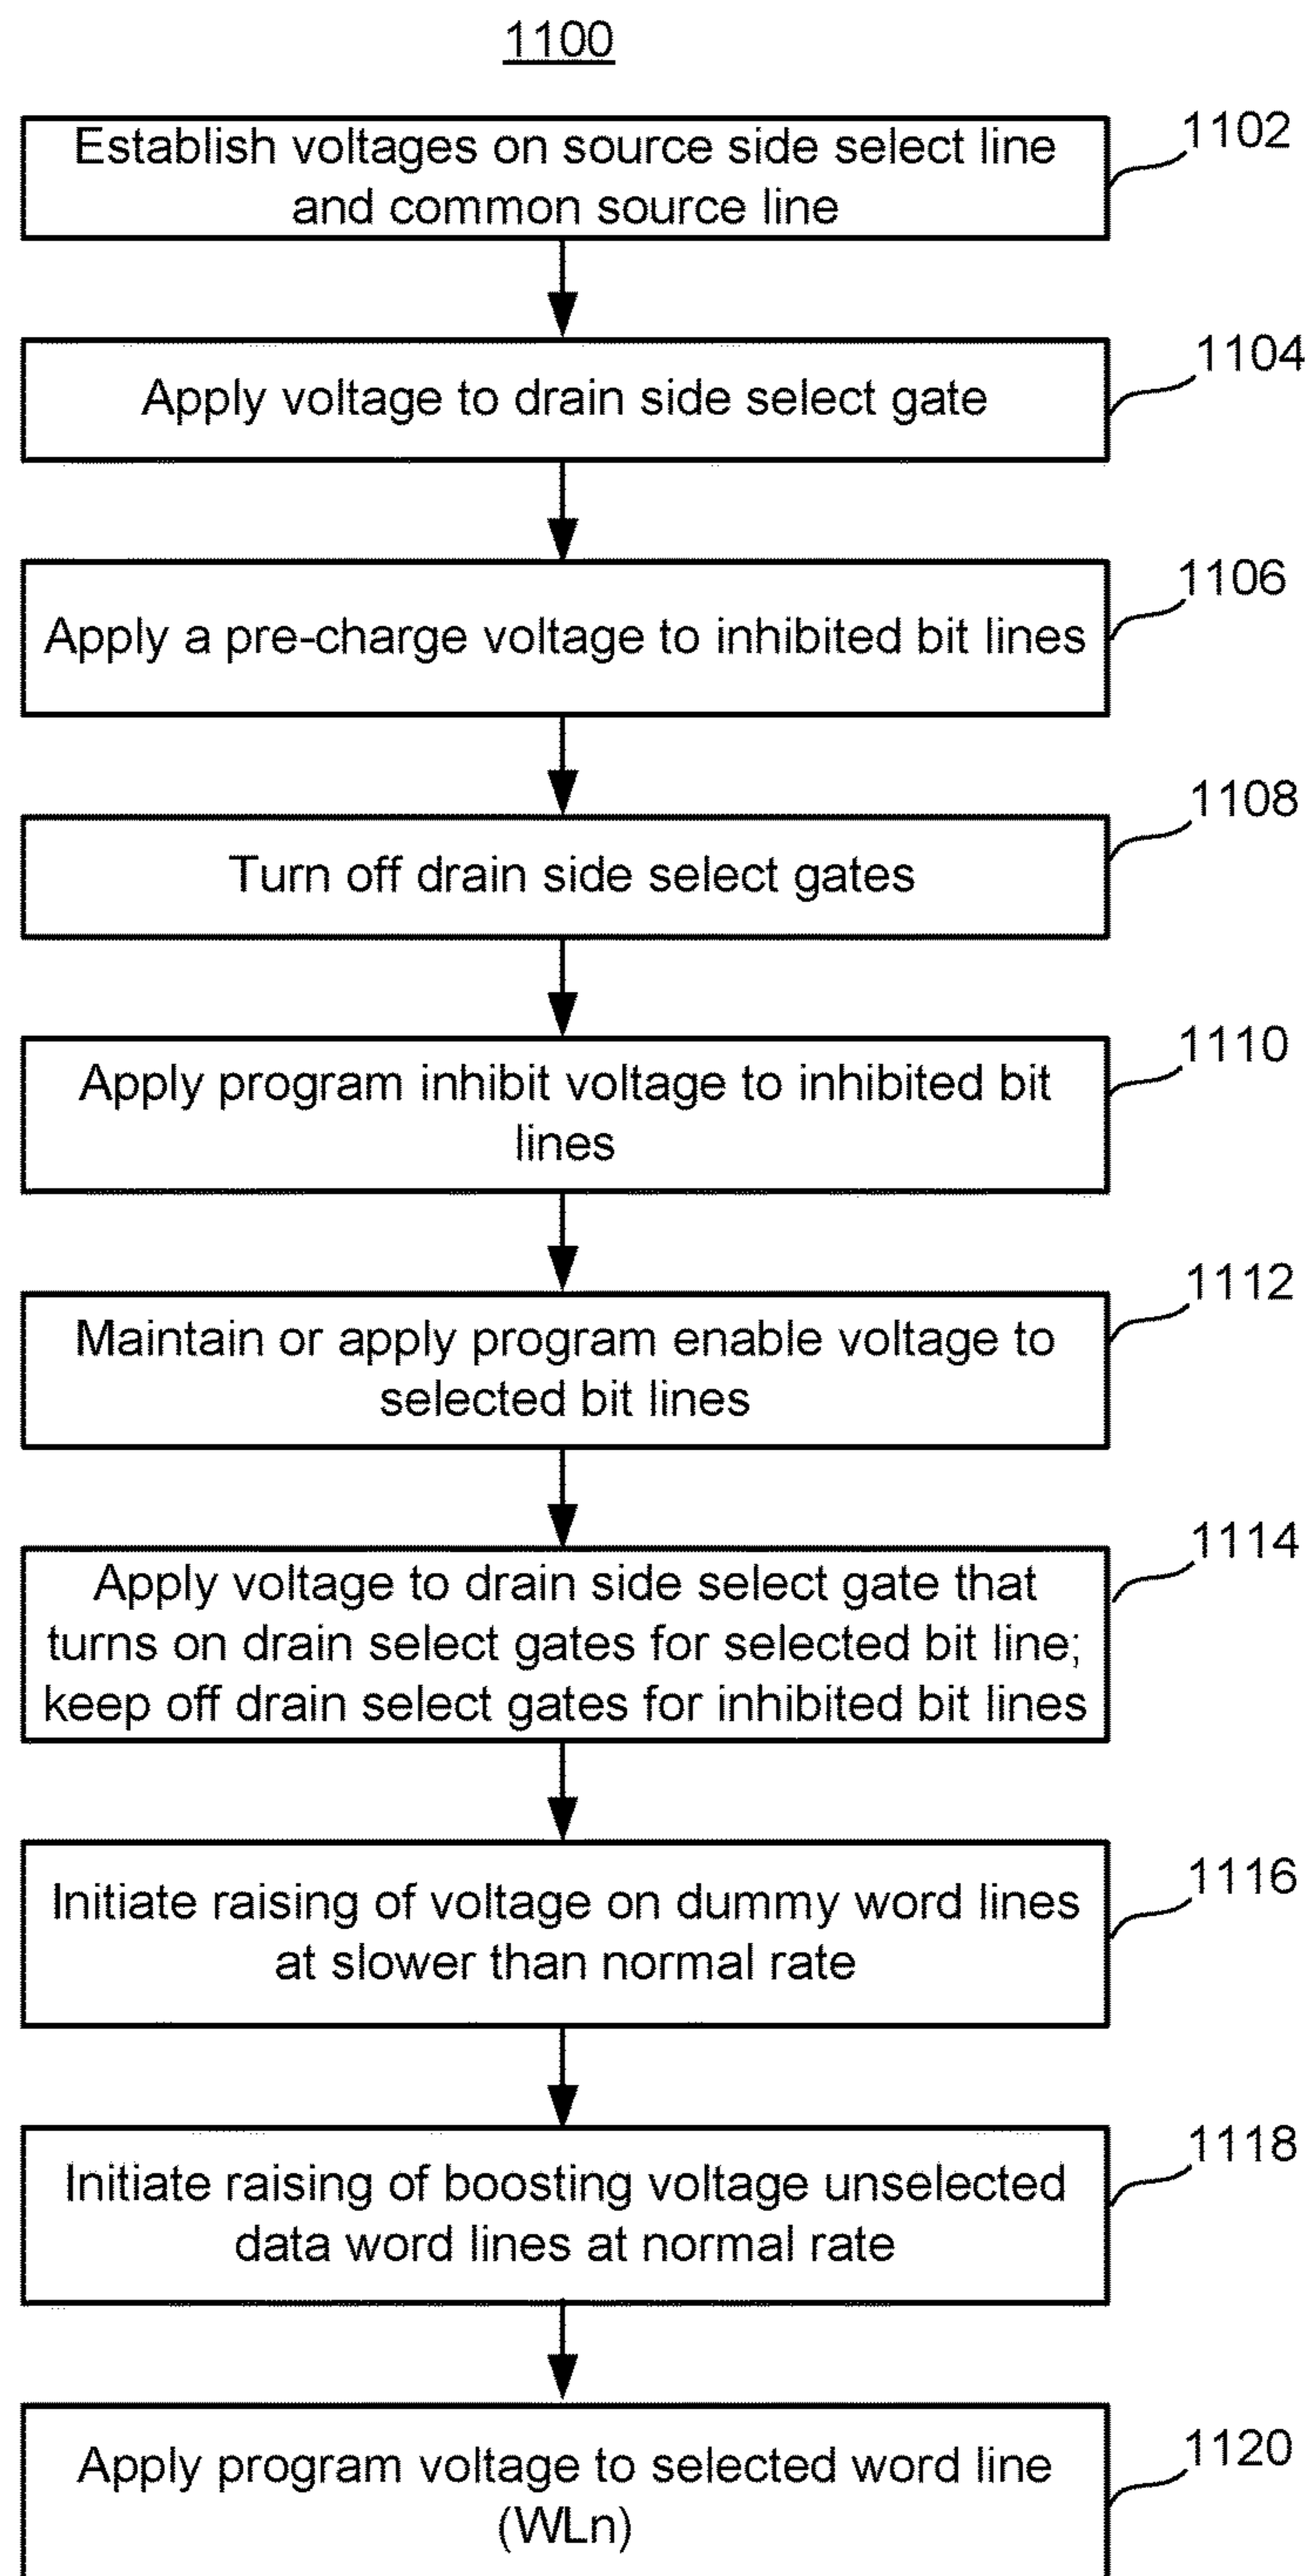 1100
Establish voltages on source side select line
and common source line
1102
Apply voltage to drain side select gate
1104
Apply a pre-charge voltage to inhibited bit lines
1106
Turn off drain side select gates
1108
Apply program inhibit voltage to inhibited bit
lines
1110
Maintain or apply program enable voltage to
selected bit lines
1112
Apply voltage to drain side select gate that
turns on drain select gates for selected bit line;
keep off drain select gates for inhibited bit lines
1114
Initiate raising of voltage on dummy word lines
at slower than normal rate
1116
Initiate raising of boosting voltage unselected
data word lines at normal rate
1118
Apply program voltage to selected word line
(WLn)
1120